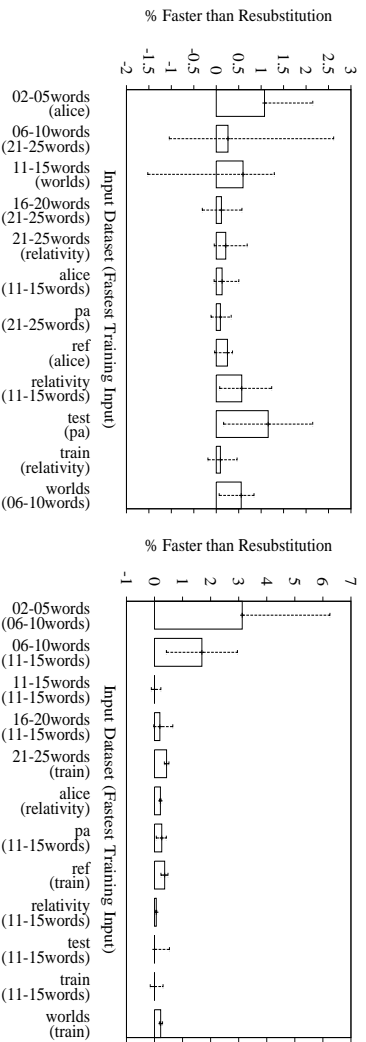 % Faster than Resubstitution
-2
-1.5
-1
-0.5
0
0.5
1
1.5
2
2.5
3
02-05words
(alice)
06-10words
(21-25words)
11-15words
(worlds)
16-20words
(21-25words)
21-25words
(relativity)
alice
(11-15words)
pa
(21-25words)
ref
(alice)
relativity
(11-15words)
test
(pa)
train
(relativity)
worlds
(06-10words)
Input Dataset (Fastest Training Input)
% Faster than Resubstitution
-1
0
1
2
3
4
5
6
7
02-05words
(06-10words)
06-10words
(11-15words)
11-15words
(11-15words)
16-20words
(11-15words)
21-25words
(train)
alice
(relativity)
pa
(11-15words)
ref
(train)
relativity
(11-15words)
test
(11-15words)
train
(11-15words)
worlds
(train)
Input Dataset (Fastest Training Input)